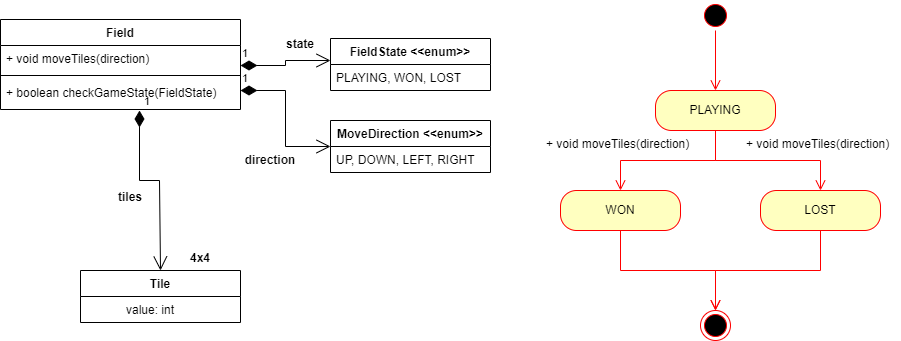 Field
+ void moveTiles(direction)
+ boolean checkGameState(FieldState)
1
state
FieldState <<enum>>
PLAYING, WON, LOST
1
direction
MoveDirection <<enum>>
UP, DOWN, LEFT, RIGHT
1
tiles
4x4
Tile
value: int
PLAYING
+ void moveTiles(direction)
+ void moveTiles(direction)
WON
LOST